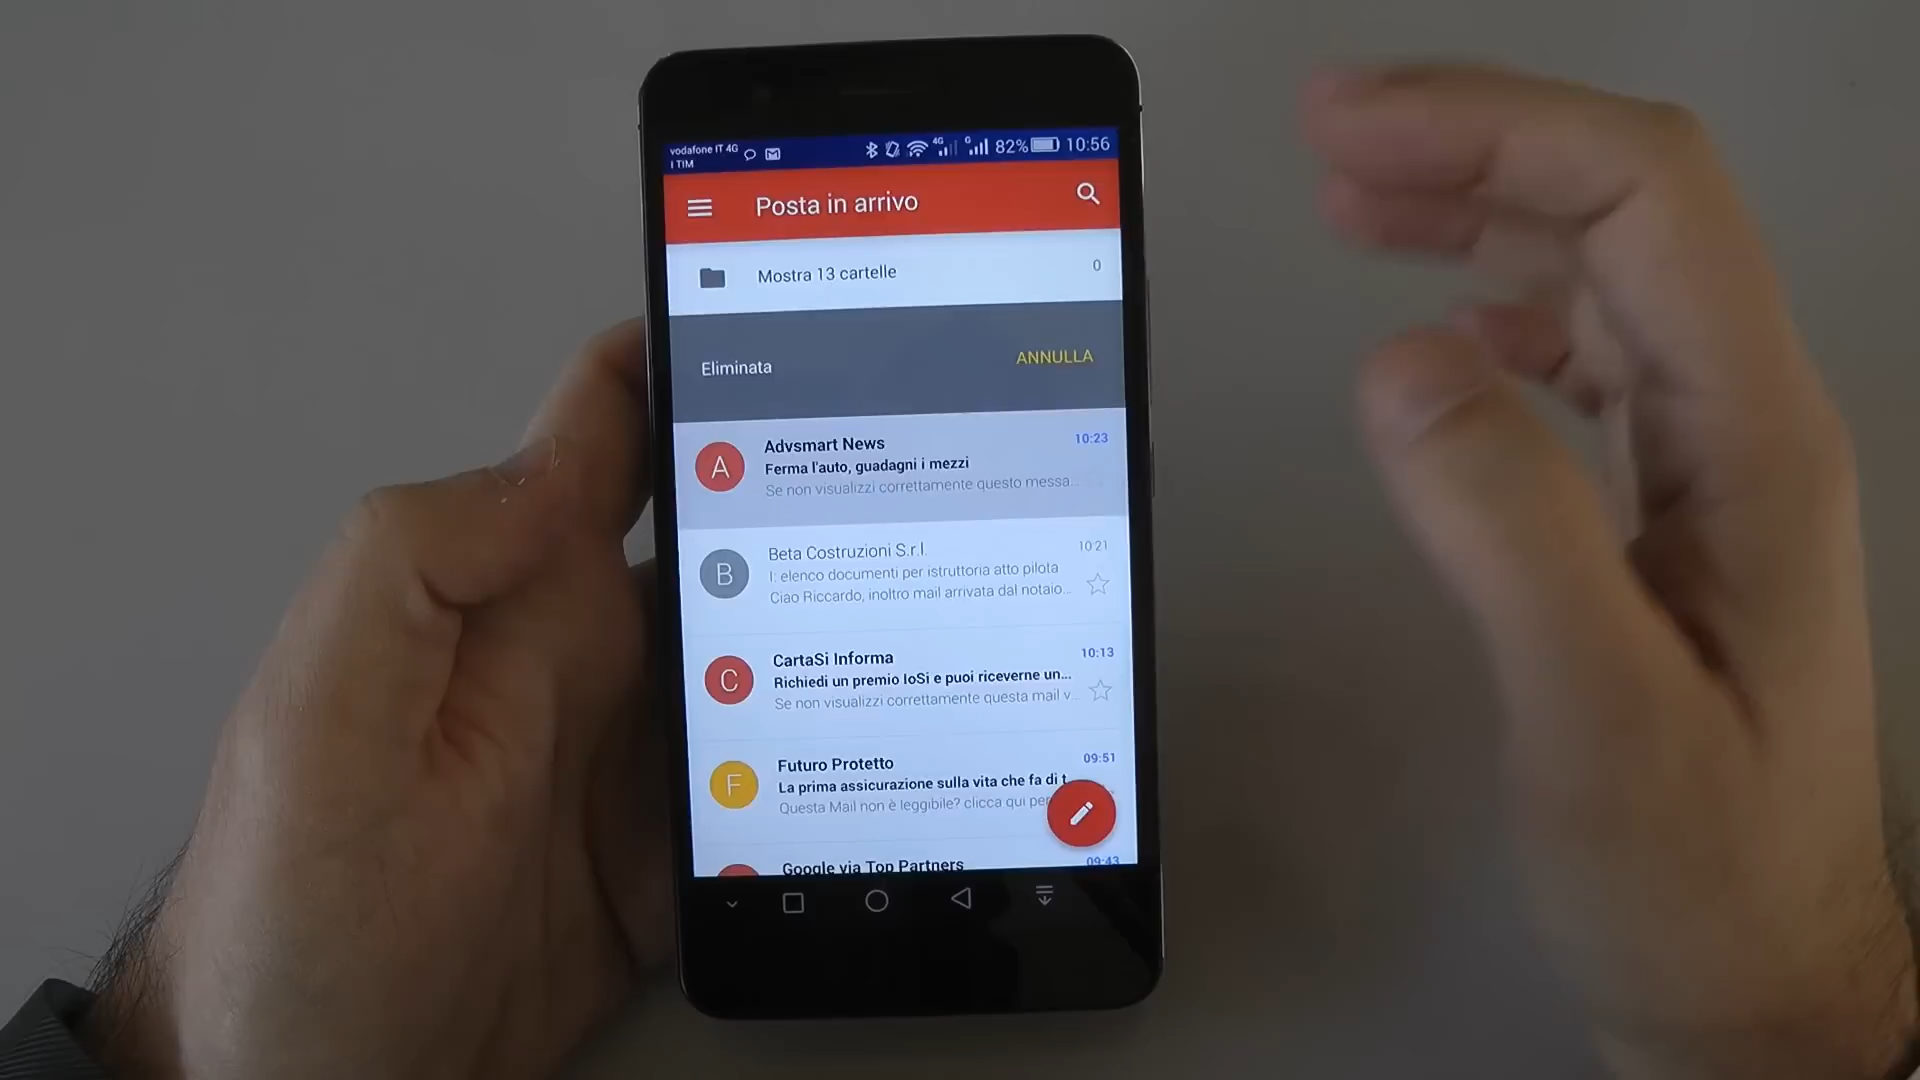 vodafone IT 4G
| TIM
4G
G
82%
10:56
Posta in arrivo
Mostra 13 cartelle
0
Eliminata
ANNULLA
A
Advsmart News
10:23
Ferma l'auto, guadagni i mezzi
Se non visualizzi correttamente questo messa...
B
Beta Costruzioni S.r.l.
10:21
I: elenco documenti per istruttoria atto pilota
Ciao Riccardo, inoltro mail arrivata dal notaio...
C
CartaSi Informa
10:13
Richiedi un premio IoSi e puoi riceverne un...
Se non visualizzi correttamente questa mail v...
F
Futuro Protetto
09:51
La prima assicurazione sulla vita che fa di t
Questa Mail non è leggibile? clicca qui per
Google via Top Partners
09:43